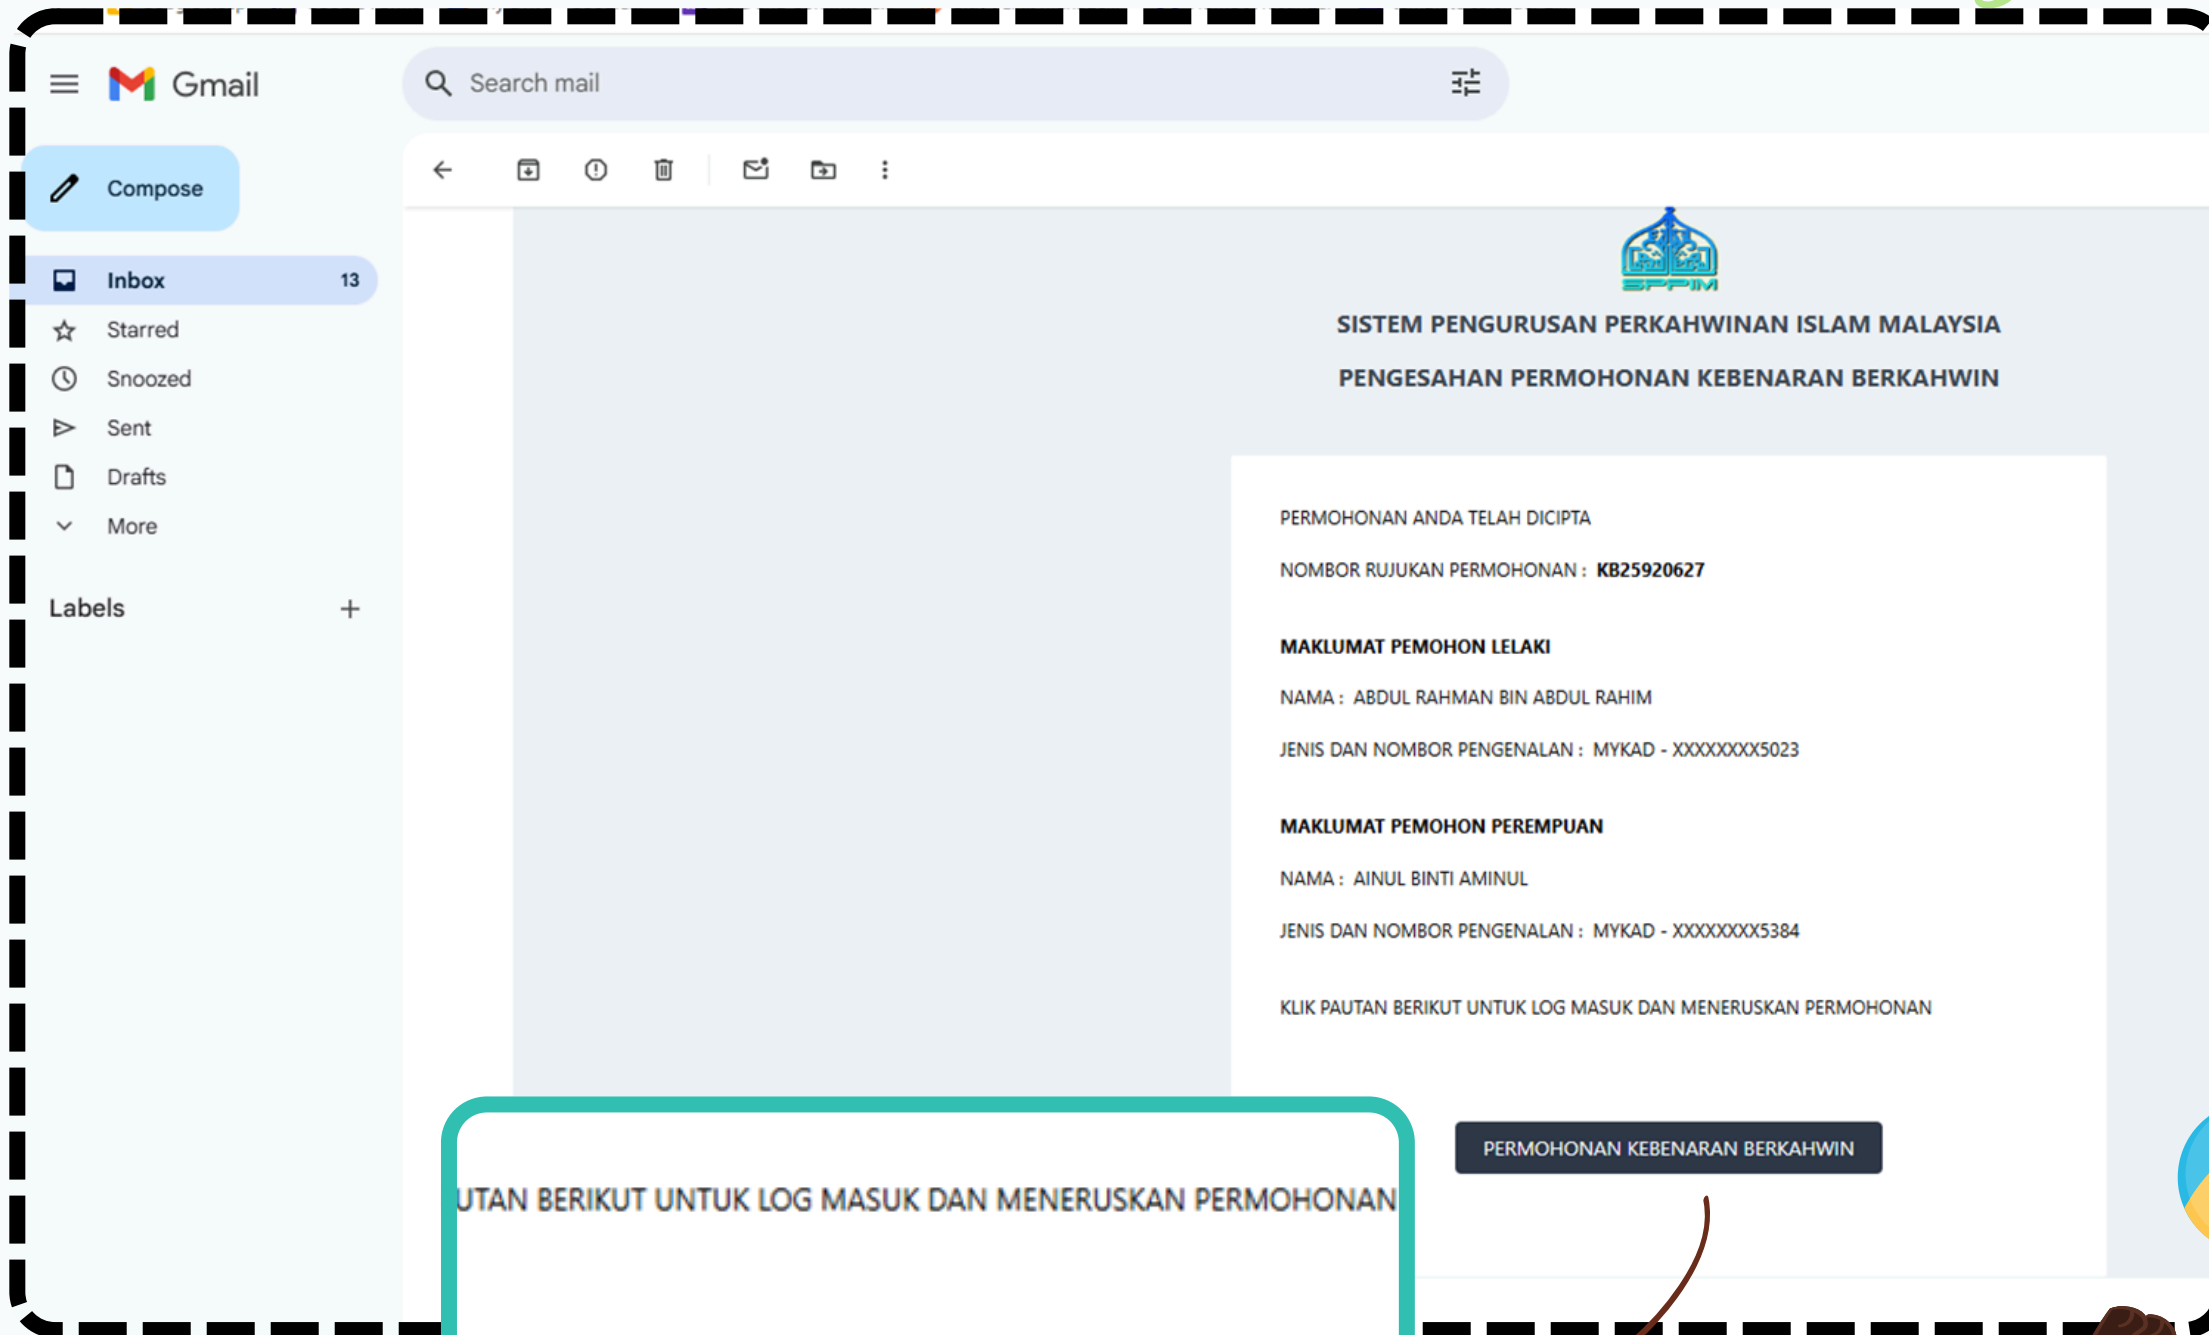 Gmail
Search mail
Compose
Inbox 13
Starred
Snoozed
Sent
Drafts
More
Labels
SPPIM
SISTEM PENGURUSAN PERKAHWINAN ISLAM MALAYSIA
PENGESAHAN PERMOHONAN KEBENARAN BERKAHWIN
PERMOHONAN ANDA TELAH DICIPTA
NOMBOR RUJUKAN PERMOHONAN : KB25920627
MAKLUMAT PEMOHON LELAKI
NAMA : ABDUL RAHMAN BIN ABDUL RAHIM
JENIS DAN NOMBOR PENGENALAN : MYKAD - XXXXXXXX5023
MAKLUMAT PEMOHON PEREMPUAN
NAMA : AINUL BINTI AMINUL
JENIS DAN NOMBOR PENGENALAN : MYKAD - XXXXXXXX5384
KLIK PAUTAN BERIKUT UNTUK LOG MASUK DAN MENERUSKAN PERMOHONAN
PERMOHONAN KEBENARAN BERKAHWIN
UTAN BERIKUT UNTUK LOG MASUK DAN MENERUSKAN PERMOHONAN